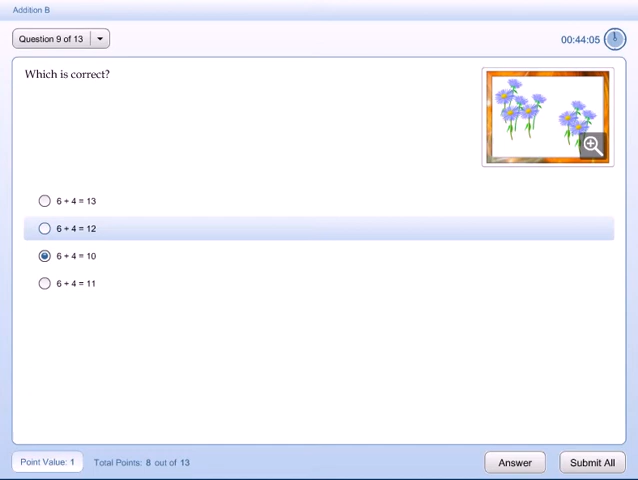 Addition B
Question 9 of 13
00:44:05
Which is correct?
6 + 4 = 13
6 + 4 = 12
6 + 4 = 10
6 + 4 = 11
Point Value: 1
Total Points: 8 out of 13
Answer
Submit All